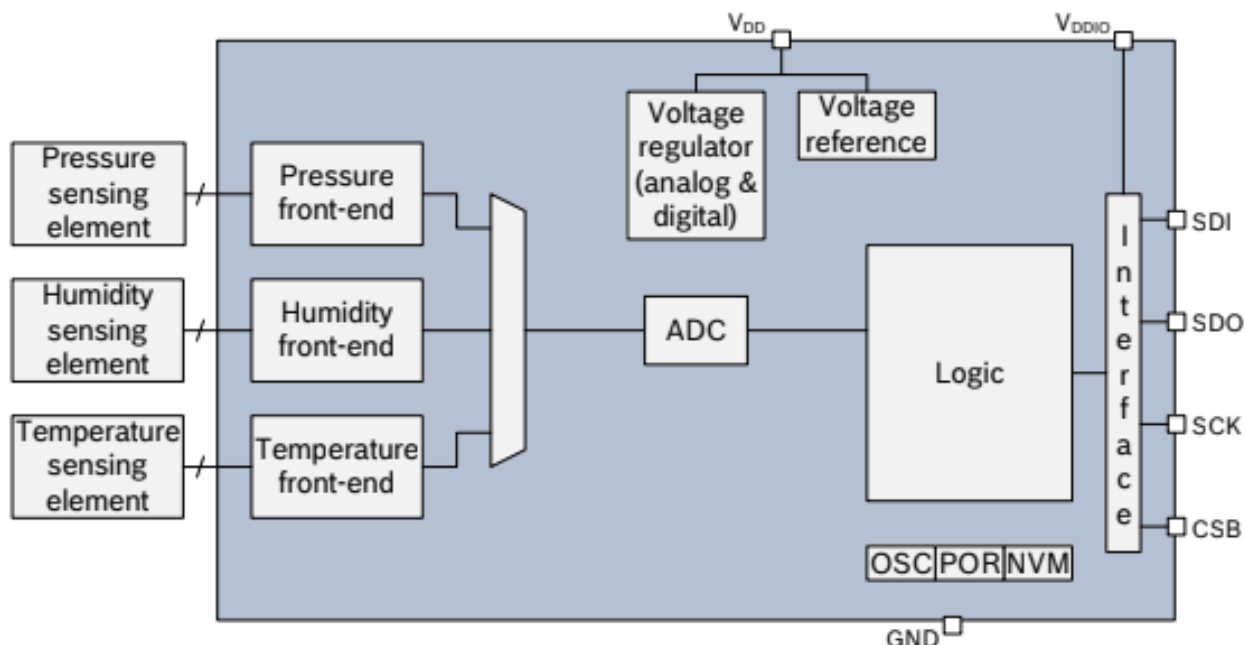 VDD
VDDIO
Voltage
regulator
(analog &
digital)
Voltage
reference
Pressure
sensing
element
Pressure
front-end
Humidity
sensing
element
Humidity
front-end
Temperature
sensing
element
Temperature
front-end
ADC
Logic
OSC
POR
NVM
Interface
SDI
SDO
SCK
CSB
GND